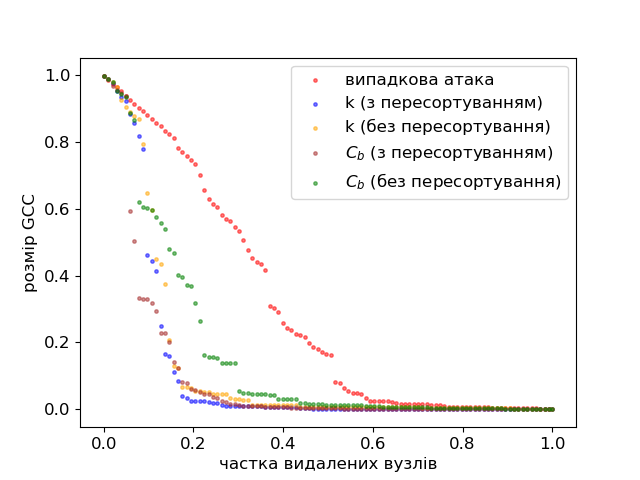 випадкова атака
k (з пересортуванням)
k (без пересортування)
C_b (з пересортуванням)
C_b (без пересортування)
розмір GCC
1.0
0.8
0.6
0.4
0.2
0.0
0.0 0.2 0.4 0.6 0.8 1.0
частка видалених вузлів